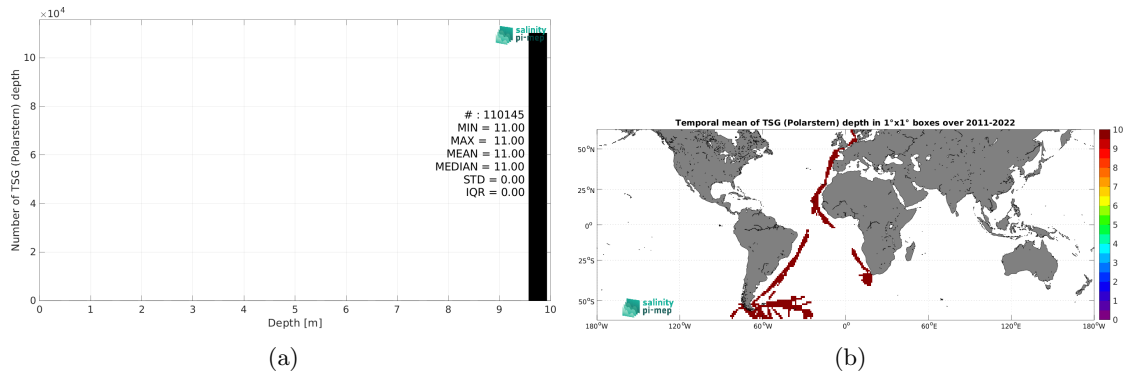 ×10⁴
10
8
6
4
2
0
Number of TSG (Polarstern) depth
salinity
pi-mep
# : 110145
MIN = 11.00
MAX = 11.00
MEAN = 11.00
MEDIAN = 11.00
STD = 0.00
IQR = 0.00
0 1 2 3 4 5 6 7 8 9 10
Depth [m]
(a)
Temporal mean of TSG (Polarstern) depth in 1°x1° boxes over 2011-2022
50°N
25°N
0°
25°S
50°S
salinity
pi-mep
180°W 120°W 60°W 0° 60°E 120°E 180°W
10
9
8
7
6
5
4
3
2
1
0
(b)